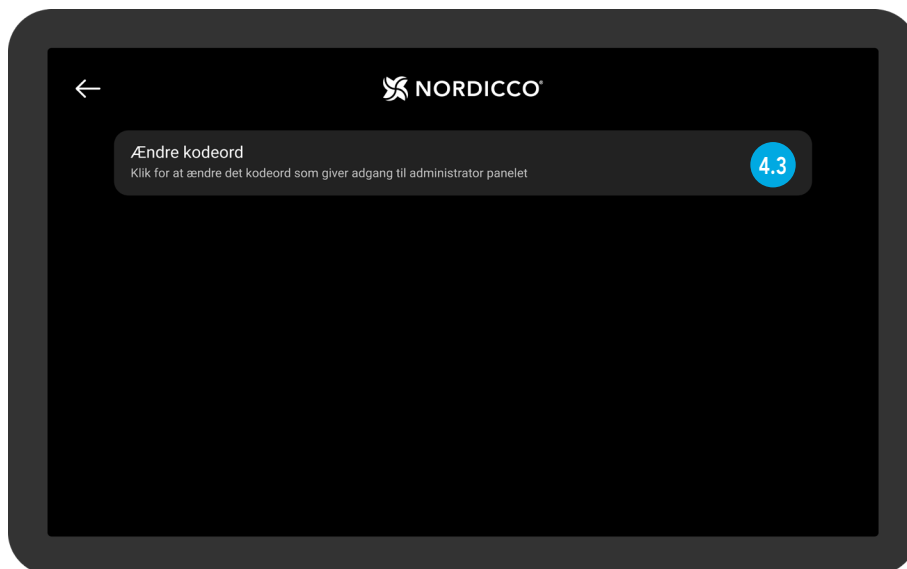 NORDICCO®
Ændre kodeord
Klik for at ændre det kodeord som giver adgang til administrator panelet
4.3